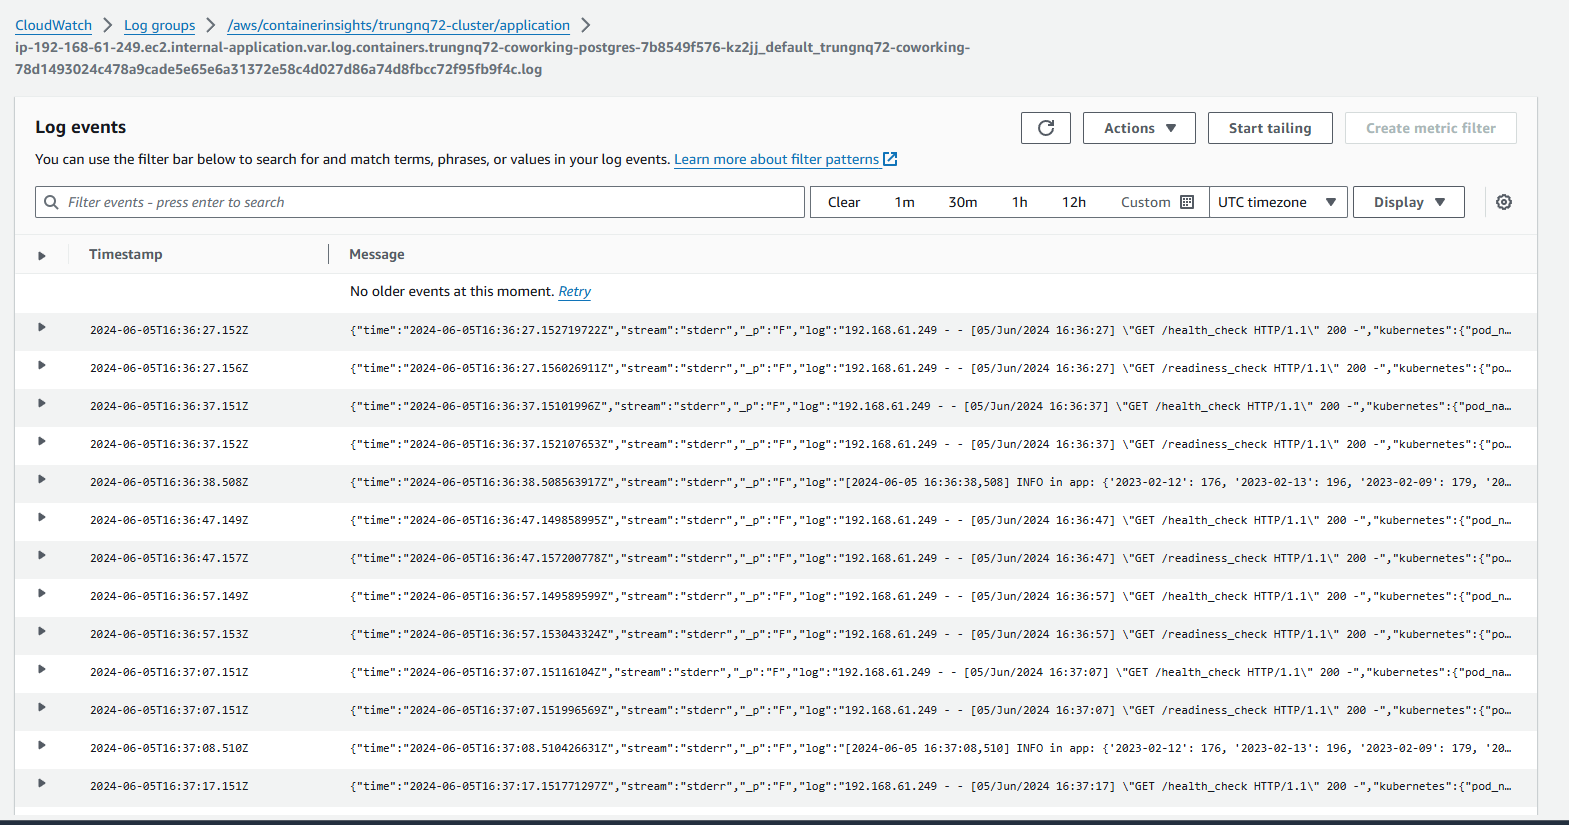 CloudWatch > Log groups > /aws/containerinsights/trungnq72-cluster/application >
ip-192-168-61-249.ec2.internal-application.var.log.containers.trungnq72-coworking-postgres-7b8549f576-kz2jj_default_trungnq72-coworking-
78d1493024c478a9cade5e65e6a31372e58c4d027d86a74d8fbcc72f95fb9f4c.log
Log events
Actions
Start tailing
Create metric filter
You can use the filter bar below to search for and match terms, phrases, or values in your log events. Learn more about filter patterns
Filter events - press enter to search
Clear 1m 30m 1h 12h Custom UTC timezone Display
Timestamp Message
No older events at this moment. Retry
2024-06-05T16:36:27.152Z {"time":"2024-06-05T16:36:27.152719722Z","stream":"stderr","_p":"F","log":"192.168.61.249 - - [05/Jun/2024 16:36:27] \"GET /health_check HTTP/1.1\" 200 -","kubernetes":{"pod_n…
2024-06-05T16:36:27.156Z {"time":"2024-06-05T16:36:27.156026911Z","stream":"stderr","_p":"F","log":"192.168.61.249 - - [05/Jun/2024 16:36:27] \"GET /readiness_check HTTP/1.1\" 200 -","kubernetes":{"po…
2024-06-05T16:36:37.151Z {"time":"2024-06-05T16:36:37.15101996Z","stream":"stderr","_p":"F","log":"192.168.61.249 - - [05/Jun/2024 16:36:37] \"GET /health_check HTTP/1.1\" 200 -","kubernetes":{"pod_na…
2024-06-05T16:36:37.152Z {"time":"2024-06-05T16:36:37.152107653Z","stream":"stderr","_p":"F","log":"192.168.61.249 - - [05/Jun/2024 16:36:37] \"GET /readiness_check HTTP/1.1\" 200 -","kubernetes":{"po…
2024-06-05T16:36:38.508Z {"time":"2024-06-05T16:36:38.508563917Z","stream":"stderr","_p":"F","log":"[2024-06-05 16:36:38,508] INFO in app: {'2023-02-12': 176, '2023-02-13': 196, '2023-02-09': 179, '20…
2024-06-05T16:36:47.149Z {"time":"2024-06-05T16:36:47.149858995Z","stream":"stderr","_p":"F","log":"192.168.61.249 - - [05/Jun/2024 16:36:47] \"GET /health_check HTTP/1.1\" 200 -","kubernetes":{"pod_n…
2024-06-05T16:36:47.157Z {"time":"2024-06-05T16:36:47.157200778Z","stream":"stderr","_p":"F","log":"192.168.61.249 - - [05/Jun/2024 16:36:47] \"GET /readiness_check HTTP/1.1\" 200 -","kubernetes":{"po…
2024-06-05T16:36:57.149Z {"time":"2024-06-05T16:36:57.149589599Z","stream":"stderr","_p":"F","log":"192.168.61.249 - - [05/Jun/2024 16:36:57] \"GET /health_check HTTP/1.1\" 200 -","kubernetes":{"pod_n…
2024-06-05T16:36:57.153Z {"time":"2024-06-05T16:36:57.153043324Z","stream":"stderr","_p":"F","log":"192.168.61.249 - - [05/Jun/2024 16:36:57] \"GET /readiness_check HTTP/1.1\" 200 -","kubernetes":{"po…
2024-06-05T16:37:07.151Z {"time":"2024-06-05T16:37:07.15116104Z","stream":"stderr","_p":"F","log":"192.168.61.249 - - [05/Jun/2024 16:37:07] \"GET /health_check HTTP/1.1\" 200 -","kubernetes":{"pod_na…
2024-06-05T16:37:07.151Z {"time":"2024-06-05T16:37:07.151996569Z","stream":"stderr","_p":"F","log":"192.168.61.249 - - [05/Jun/2024 16:37:07] \"GET /readiness_check HTTP/1.1\" 200 -","kubernetes":{"po…
2024-06-05T16:37:08.510Z {"time":"2024-06-05T16:37:08.510426631Z","stream":"stderr","_p":"F","log":"[2024-06-05 16:37:08,510] INFO in app: {'2023-02-12': 176, '2023-02-13': 196, '2023-02-09': 179, '20…
2024-06-05T16:37:17.151Z {"time":"2024-06-05T16:37:17.151771297Z","stream":"stderr","_p":"F","log":"192.168.61.249 - - [05/Jun/2024 16:37:17] \"GET /health_check HTTP/1.1\" 200 -","kubernetes":{"pod_n…